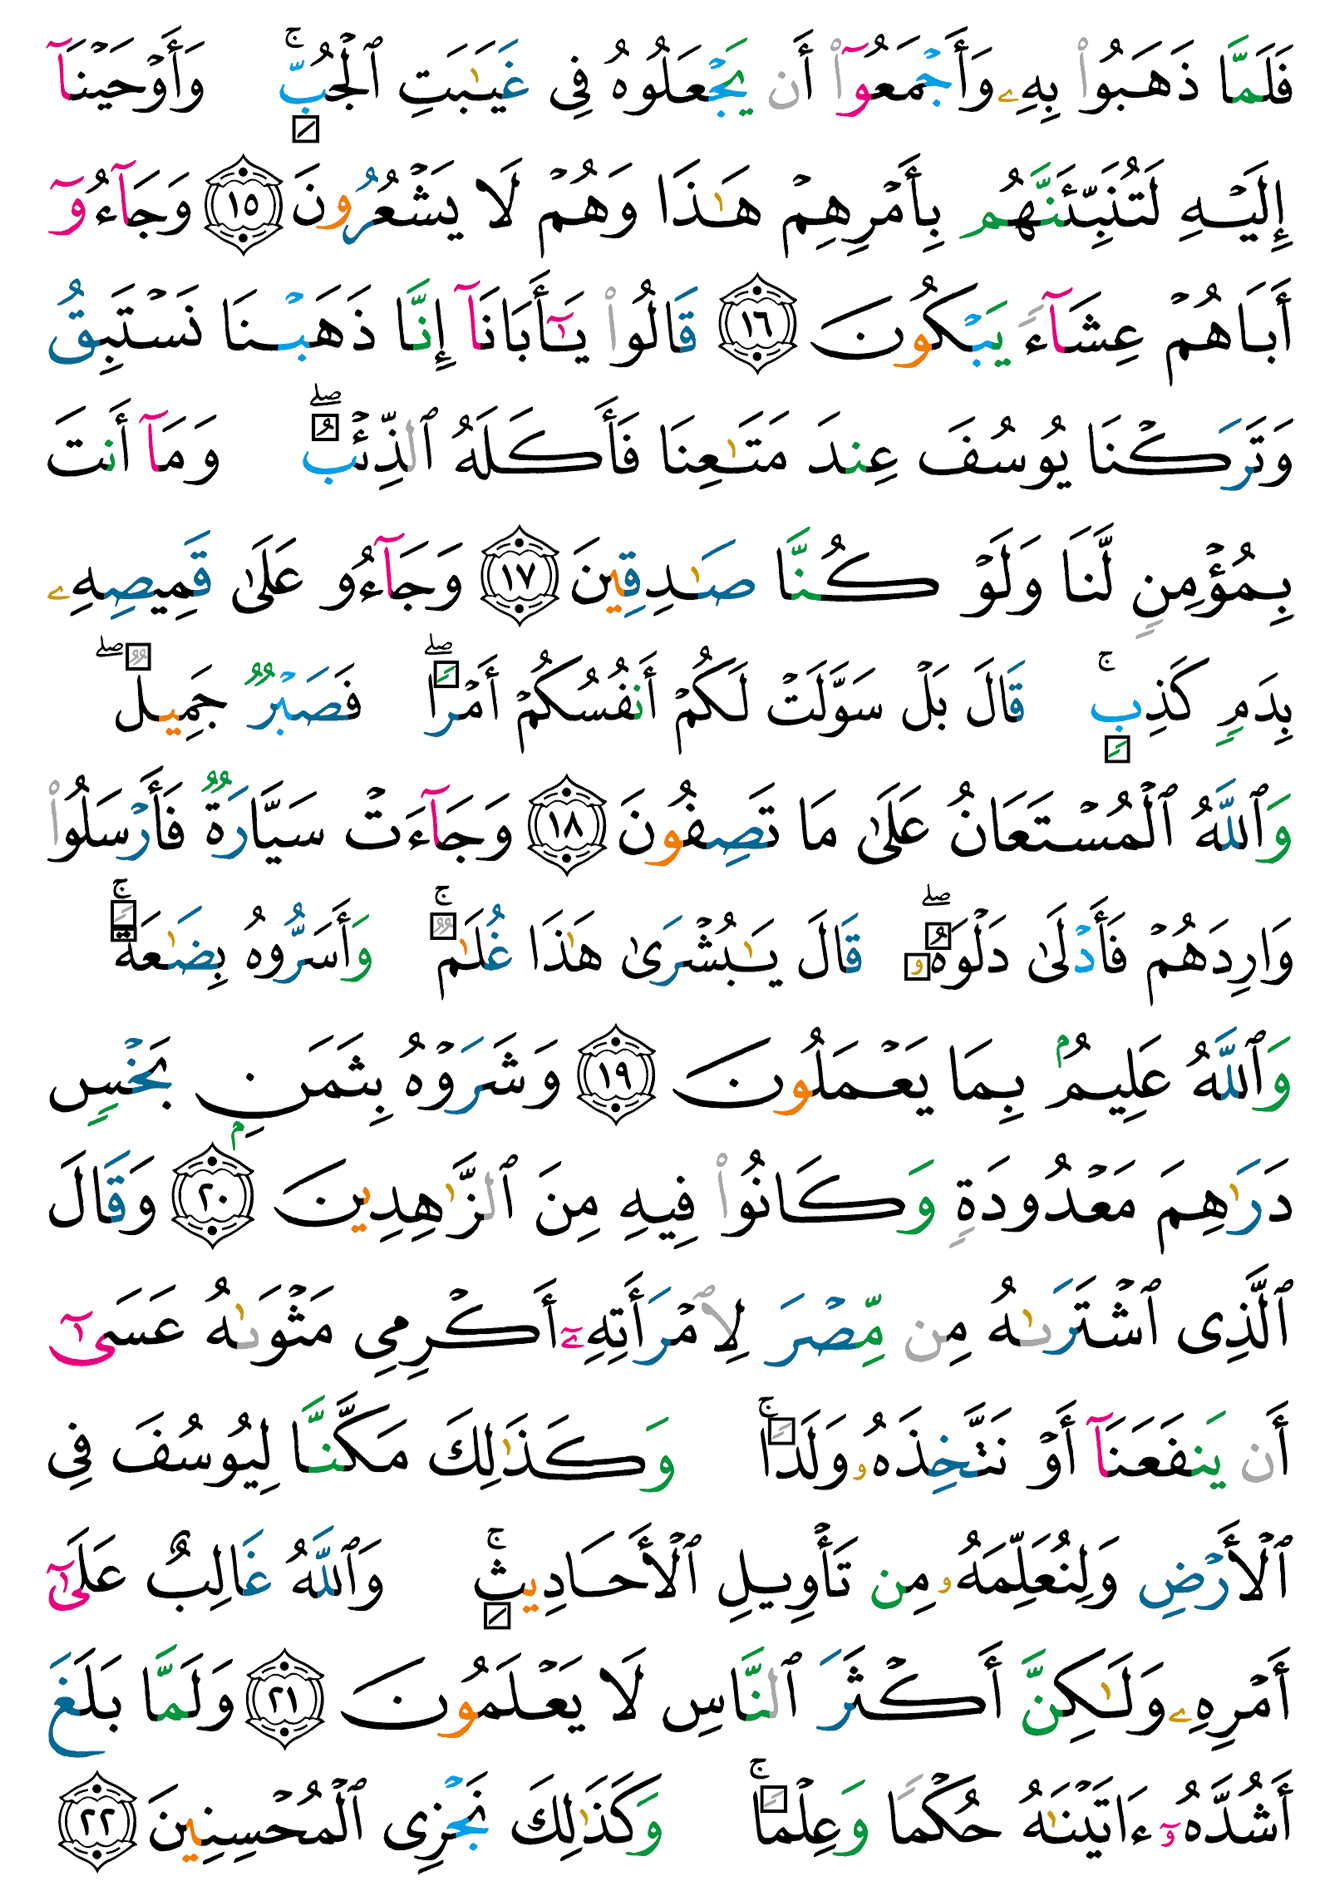 فَلَمَّا ذَهَبُوا۟ بِهِۦ وَأَجْمَعُوٓا۟ أَن يَجْعَلُوهُ فِى غَيَـٰبَتِ ٱلْجُبِّ ۚ وَأَوْحَيْنَآ
إِلَيْهِ لَتُنَبِّئَنَّهُم بِأَمْرِهِمْ هَـٰذَا وَهُمْ لَا يَشْعُرُونَ ١٥ وَجَآءُوٓ
أَبَاهُمْ عِشَآءً يَبْكُونَ ١٦ قَالُوا۟ يَـٰٓأَبَانَآ إِنَّا ذَهَبْنَا نَسْتَبِقُ
وَتَرَكْنَا يُوسُفَ عِندَ مَتَـٰعِنَا فَأَكَلَهُ ٱلذِّئْبُ ۖ وَمَآ أَنتَ
بِمُؤْمِنٍ لَّنَا وَلَوْ كُنَّا صَـٰدِقِينَ ١٧ وَجَآءُو عَلَىٰ قَمِيصِهِۦ
بِدَمٍ كَذِبٍ ۚ قَالَ بَلْ سَوَّلَتْ لَكُمْ أَنفُسُكُمْ أَمْرًا ۖ فَصَبْرٌ جَمِيلٌ ۖ
وَٱللَّهُ ٱلْمُسْتَعَانُ عَلَىٰ مَا تَصِفُونَ ١٨ وَجَآءَتْ سَيَّارَةٌ فَأَرْسَلُوا۟
وَارِدَهُمْ فَأَدْلَىٰ دَلْوَهُۥ ۖ قَالَ يَـٰبُشْرَىٰ هَـٰذَا غُلَـٰمٌ ۚ وَأَسَرُّوهُ بِضَـٰعَةً ۚ
وَٱللَّهُ عَلِيمٌۢ بِمَا يَعْمَلُونَ ١٩ وَشَرَوْهُ بِثَمَنٍۭ بَخْسٍ
دَرَٰهِمَ مَعْدُودَةٍ وَكَانُوا۟ فِيهِ مِنَ ٱلزَّٰهِدِينَ ٢٠ وَقَالَ
ٱلَّذِى ٱشْتَرَىٰهُ مِن مِّصْرَ لِٱمْرَأَتِهِۦٓ أَكْرِمِى مَثْوَىٰهُ عَسَىٰٓ
أَن يَنفَعَنَآ أَوْ نَتَّخِذَهُۥ وَلَدًا ۚ وَكَذَٰلِكَ مَكَّنَّا لِيُوسُفَ فِى
ٱلْأَرْضِ وَلِنُعَلِّمَهُۥ مِن تَأْوِيلِ ٱلْأَحَادِيثِ ۚ وَٱللَّهُ غَالِبٌ عَلَىٰٓ
أَمْرِهِۦ وَلَـٰكِنَّ أَكْثَرَ ٱلنَّاسِ لَا يَعْلَمُونَ ٢١ وَلَمَّا بَلَغَ
أَشُدَّهُۥٓ ءَاتَيْنَـٰهُ حُكْمًا وَعِلْمًا ۚ وَكَذَٰلِكَ نَجْزِى ٱلْمُحْسِنِينَ ٢٢